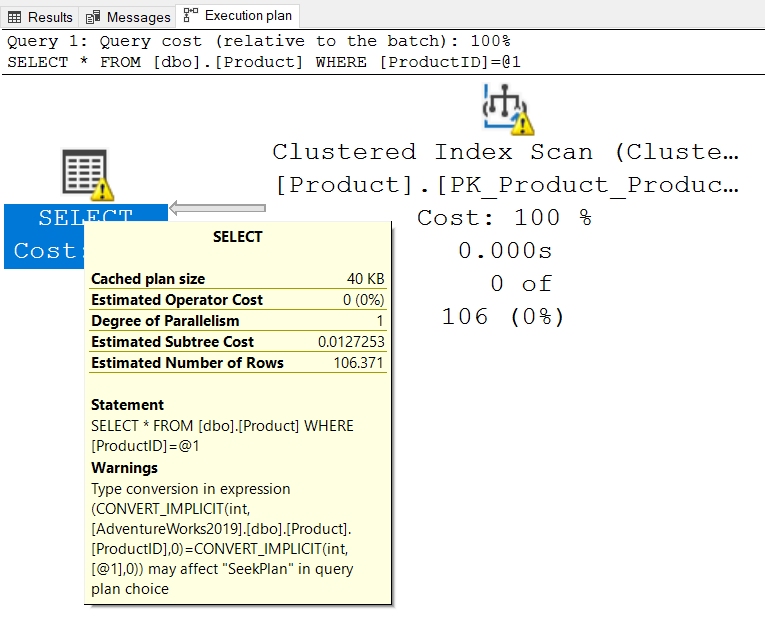 Results Messages Execution plan
Query 1: Query cost (relative to the batch): 100%
SELECT * FROM [dbo].[Product] WHERE [ProductID]=@1
Clustered Index Scan (Cluste…
[Product].[PK_Product_Produc…
Cost: 100 %
0.000s
0 of
106 (0%)
SELECT
Cost:
SELECT
Cached plan size 40 KB
Estimated Operator Cost 0 (0%)
Degree of Parallelism 1
Estimated Subtree Cost 0.0127253
Estimated Number of Rows 106.371
Statement
SELECT * FROM [dbo].[Product] WHERE
[ProductID]=@1
Warnings
Type conversion in expression
(CONVERT_IMPLICIT(int,
[AdventureWorks2019].[dbo].[Product].
[ProductID],0)=CONVERT_IMPLICIT(int,
[@1],0)) may affect "SeekPlan" in query
plan choice